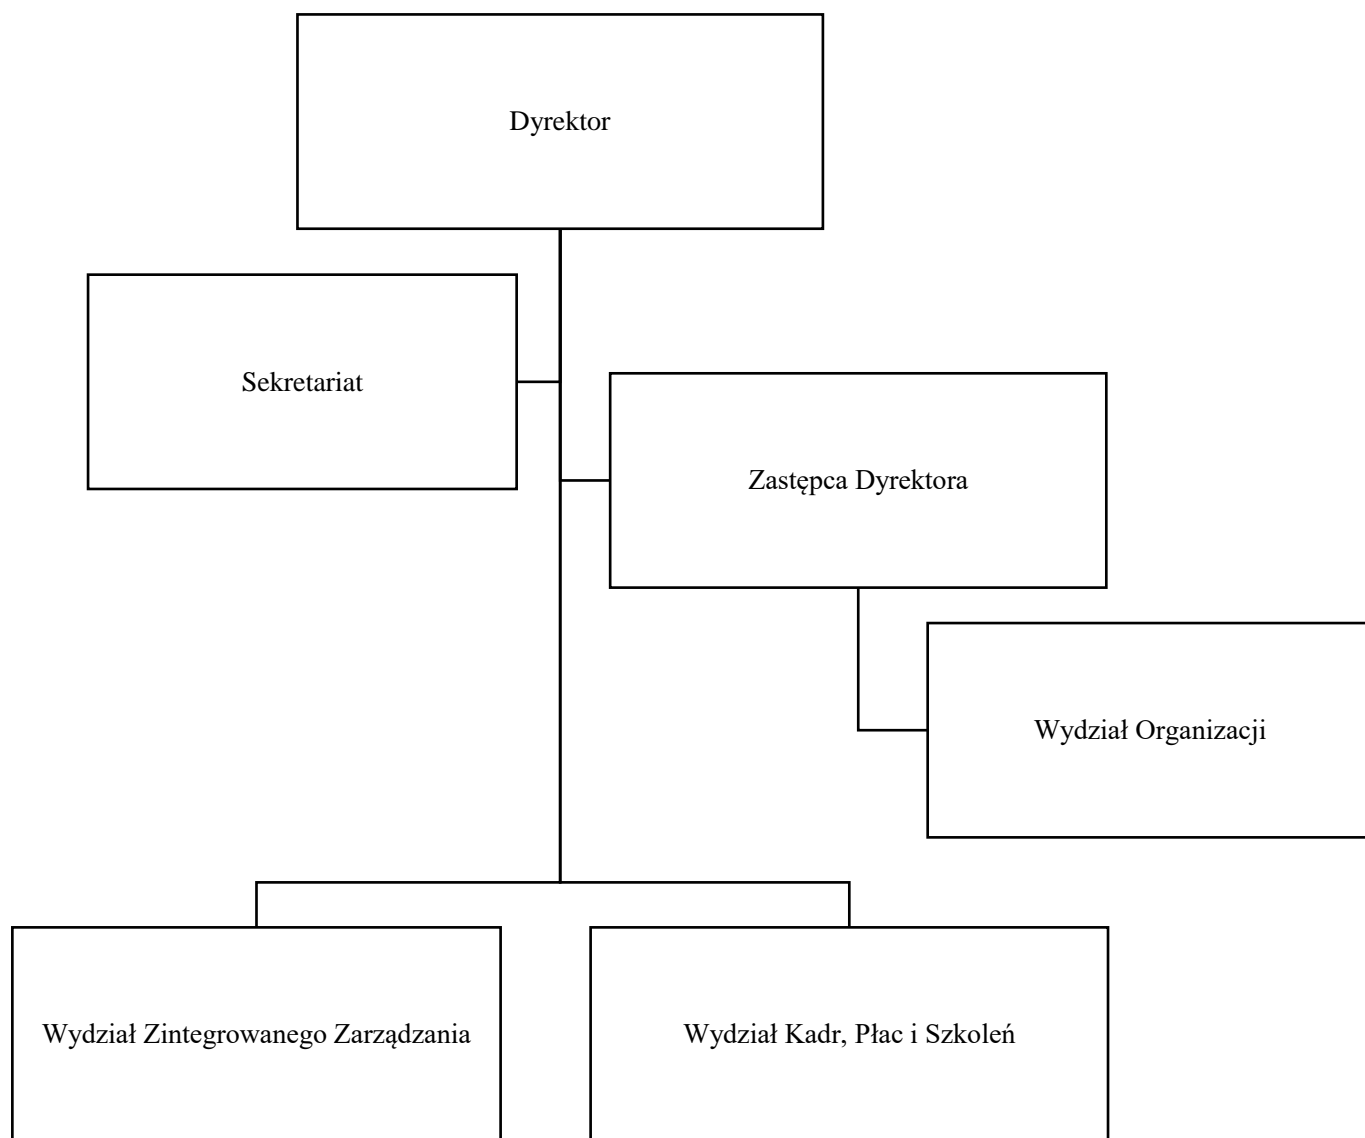 Dyrektor
Sekretariat
Zastępca Dyrektora
Wydział Organizacji
Wydział Zintegrowanego Zarządzania
Wydział Kadr, Płac i Szkoleń